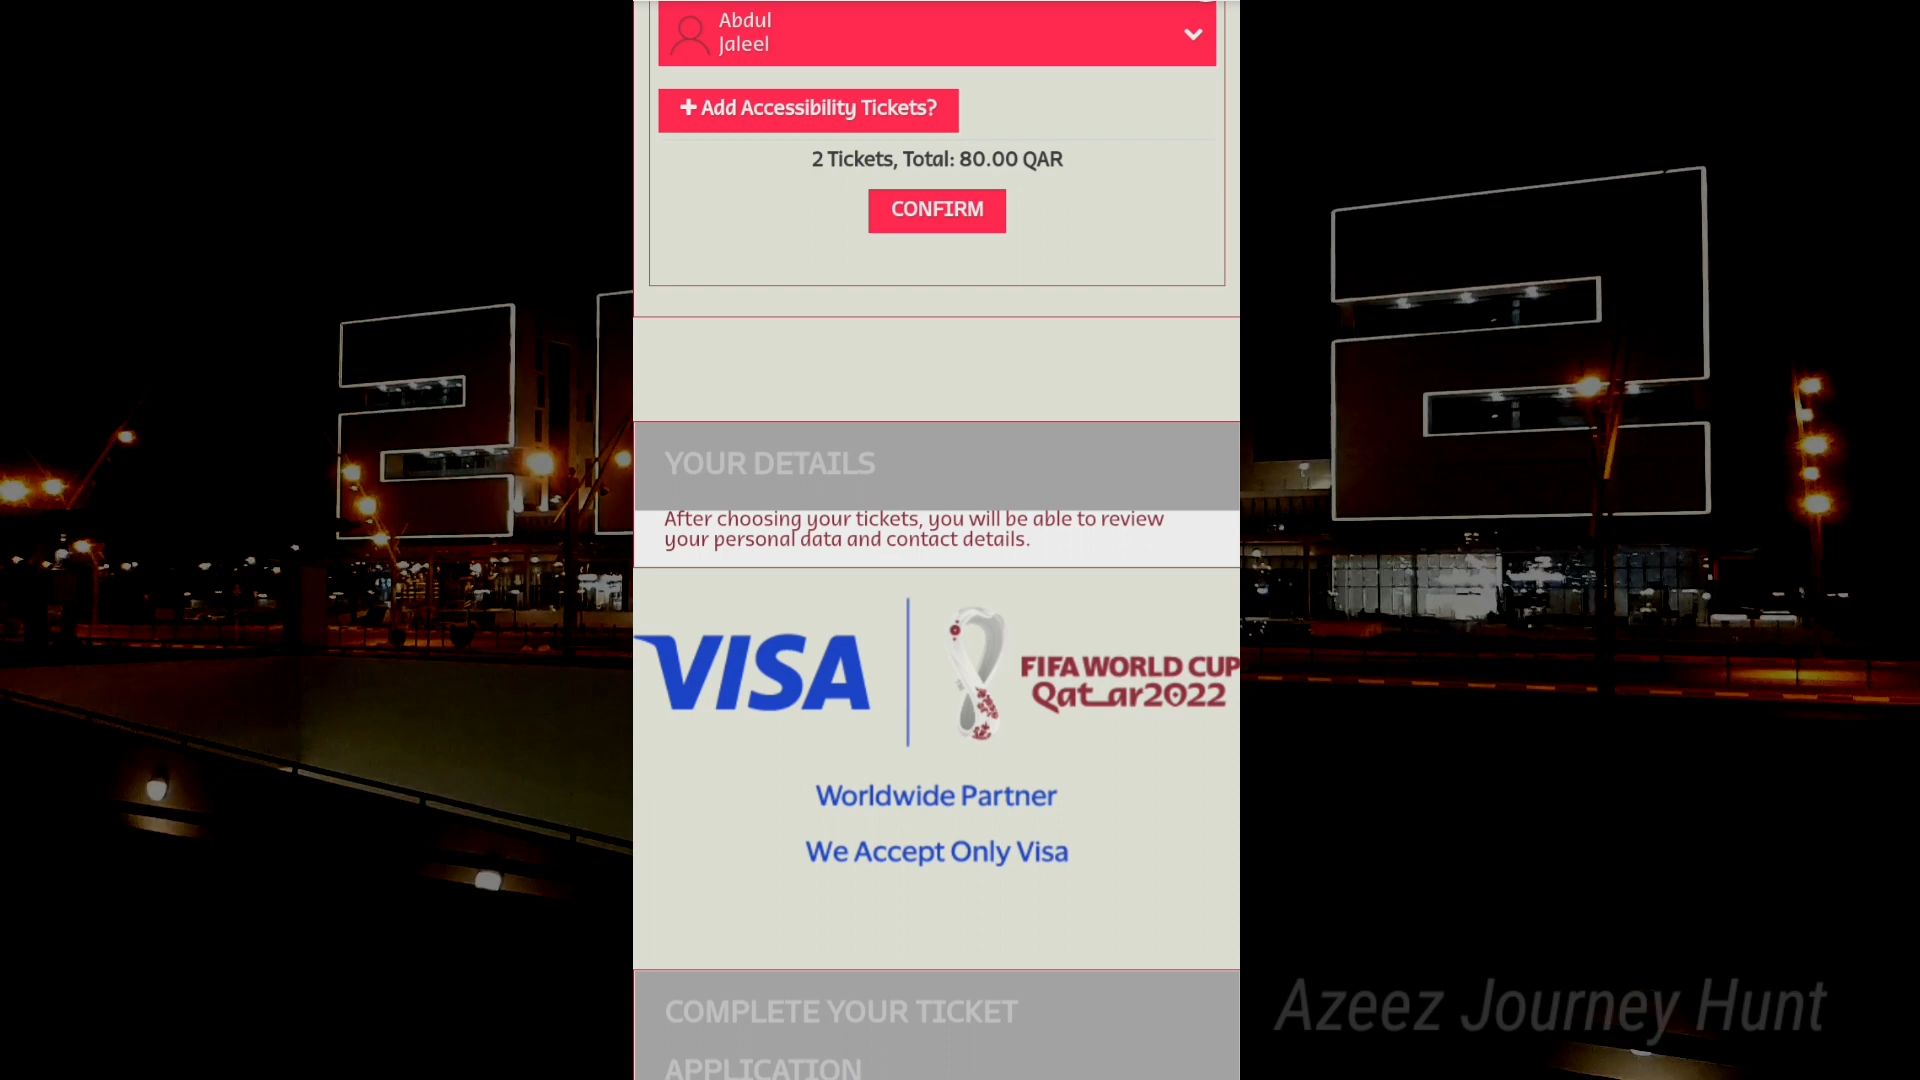 Abdul
Jaleel
+ Add Accessibility Tickets?
2 Tickets, Total: 80.00 QAR
CONFIRM
YOUR DETAILS
After choosing your tickets, you will be able to review
your personal data and contact details.
VISA
FIFA WORLD CUP
Qatar2022
TM
Worldwide Partner
We Accept Only Visa
COMPLETE YOUR TICKET
APPLICATION
Azeez Journey Hunt